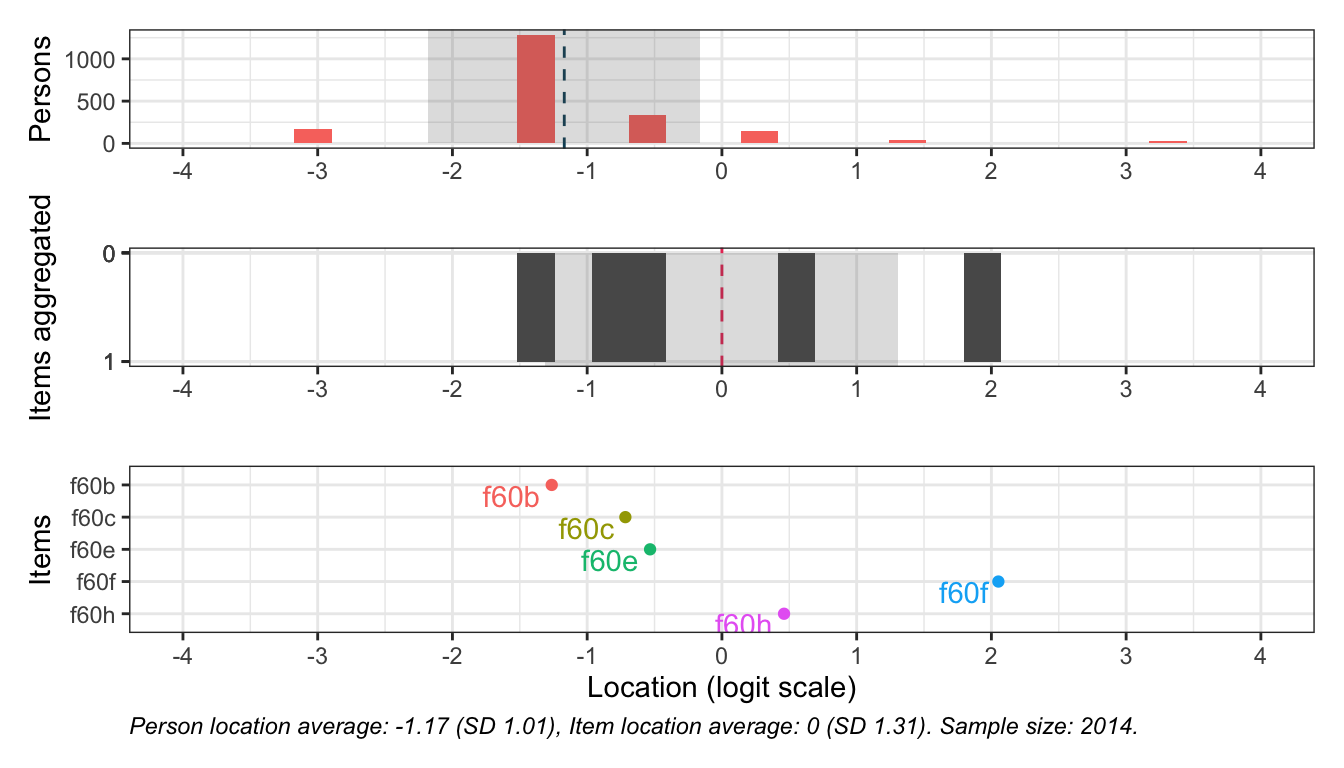 Persons
1000
500
0
-4 -3 -2 -1 0 1 2 3 4
Items aggregated
0
1
-4 -3 -2 -1 0 1 2 3 4
Items
f60b
f60b
f60c
f60c
f60e
f60e
f60f
f60f
f60h
f60h
-4 -3 -2 -1 0 1 2 3 4
Location (logit scale)
Person location average: -1.17 (SD 1.01), Item location average: 0 (SD 1.31). Sample size: 2014.